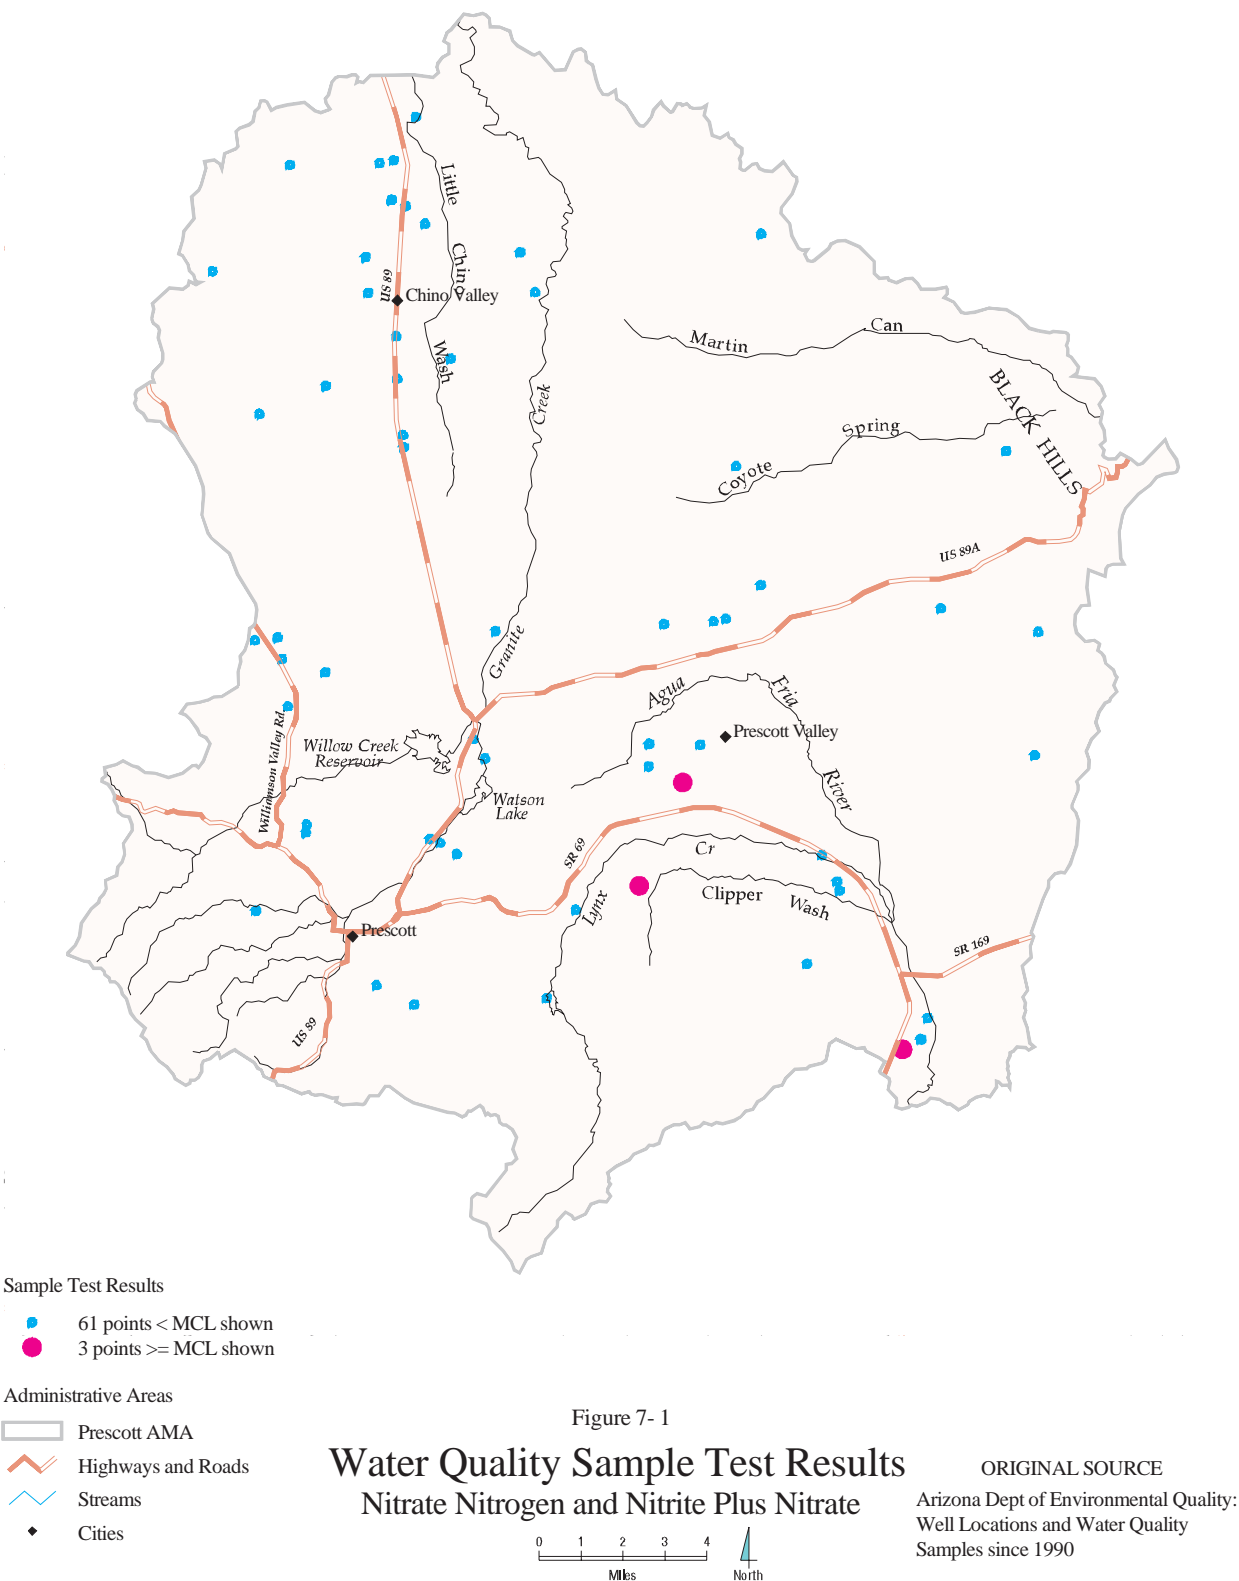 Little
Chino
Wash
US 89
Chino Valley
Creek
Granite
Martin
Can
BLACK HILLS
Spring
Coyote
US 89A
Agua
Fria
River
Prescott Valley
Williamson Valley Rd.
Willow Creek
Reservoir
Watson
Lake
SR 69
Cr
Lynx
Clipper
Wash
Prescott
SR 169
US 89
Sample Test Results
61 points < MCL shown
3 points >= MCL shown
Administrative Areas
Prescott AMA
Highways and Roads
Streams
Cities
Figure 7- 1
Water Quality Sample Test Results
Nitrate Nitrogen and Nitrite Plus Nitrate
0 1 2 3 4
Miles
North
ORIGINAL SOURCE
Arizona Dept of Environmental Quality:
Well Locations and Water Quality
Samples since 1990